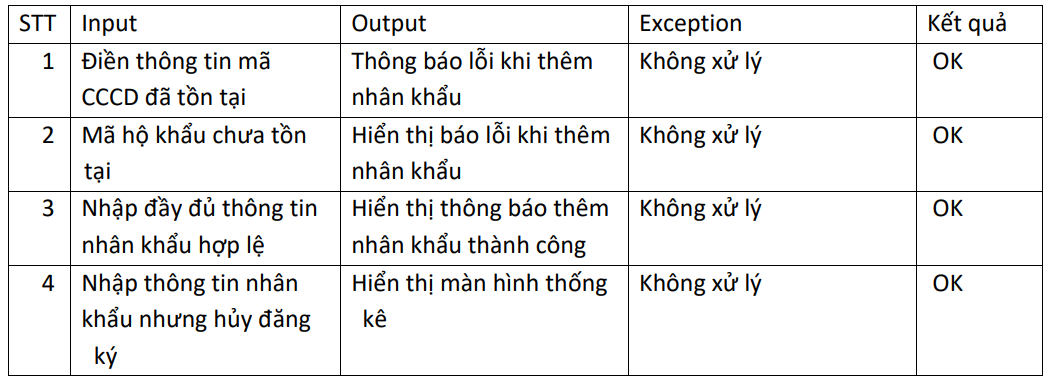 STT Input Output Exception Kết quả
1 Điền thông tin mã Thông báo lỗi khi thêm Không xử lý OK
CCCD đã tồn tại nhân khẩu
2 Mã hộ khẩu chưa tồn Hiển thị báo lỗi khi thêm Không xử lý OK
tại nhân khẩu
3 Nhập đầy đủ thông tin Hiển thị thông báo thêm Không xử lý OK
nhân khẩu hợp lệ nhân khẩu thành công
4 Nhập thông tin nhân Hiển thị màn hình thống Không xử lý OK
khẩu nhưng hủy đăng kê
ký